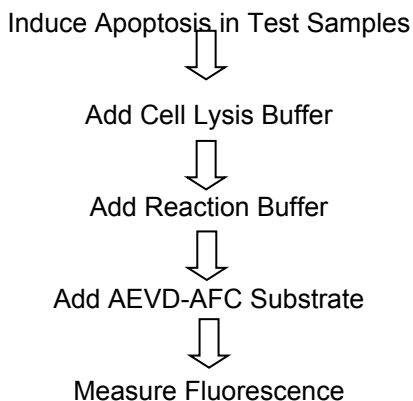 Induce Apoptosis in Test Samples
Add Cell Lysis Buffer
Add Reaction Buffer
Add AEVD-AFC Substrate
Measure Fluorescence